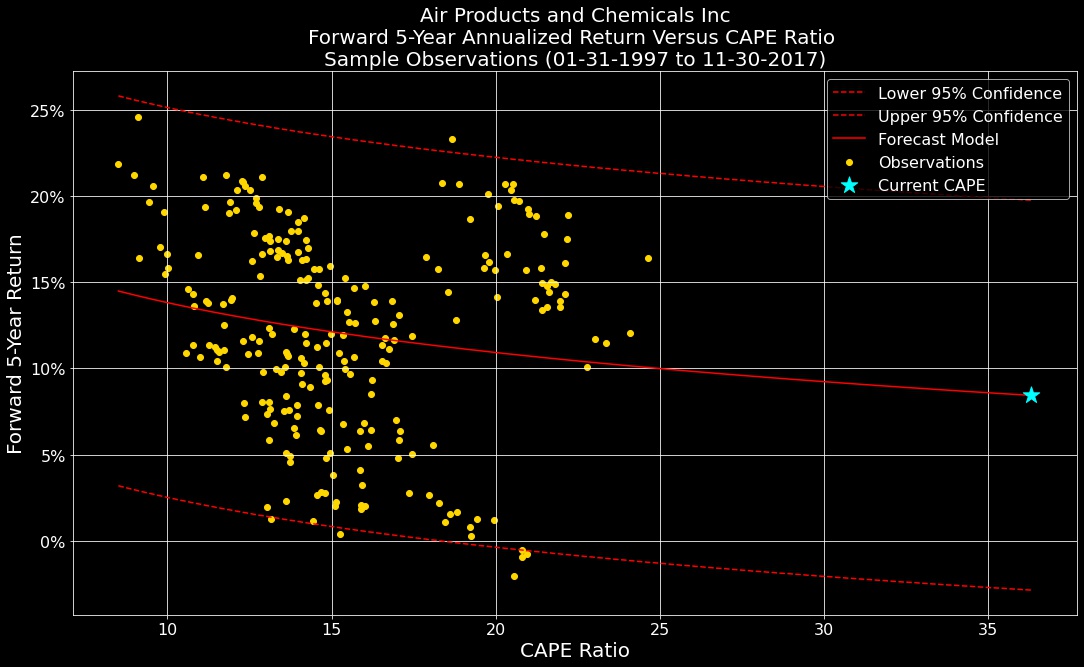 Air Products and Chemicals Inc
Forward 5-Year Annualized Return Versus CAPE Ratio
Sample Observations (01-31-1997 to 11-30-2017)
Lower 95% Confidence
Upper 95% Confidence
Forecast Model
Observations
Current CAPE
Forward 5-Year Return
25%
20%
15%
10%
5%
0%
10 15 20 25 30 35
CAPE Ratio